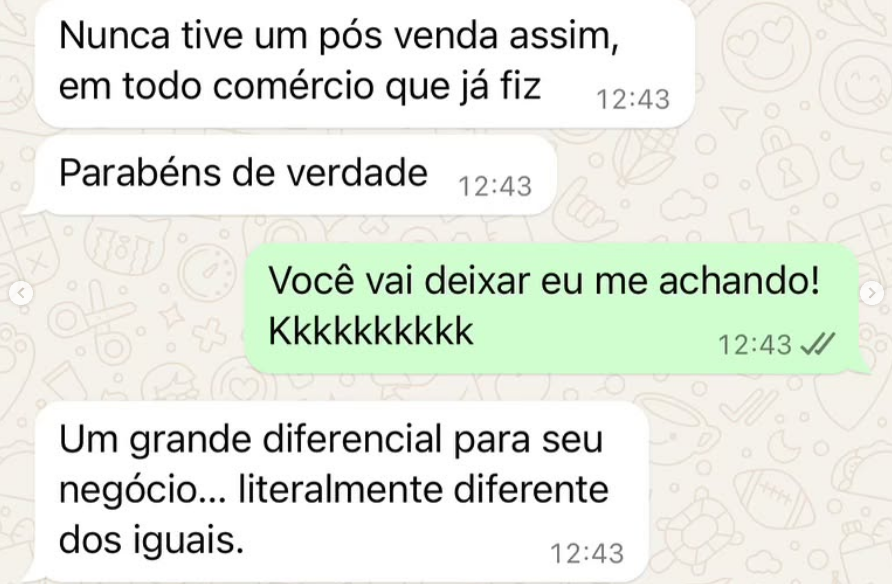 Nunca tive um pós venda assim,
em todo comércio que já fiz
12:43
Parabéns de verdade
12:43
Você vai deixar eu me achando!
Kkkkkkkkkk
12:43
Um grande diferencial para seu
negócio... literalmente diferente
dos iguais.
12:43